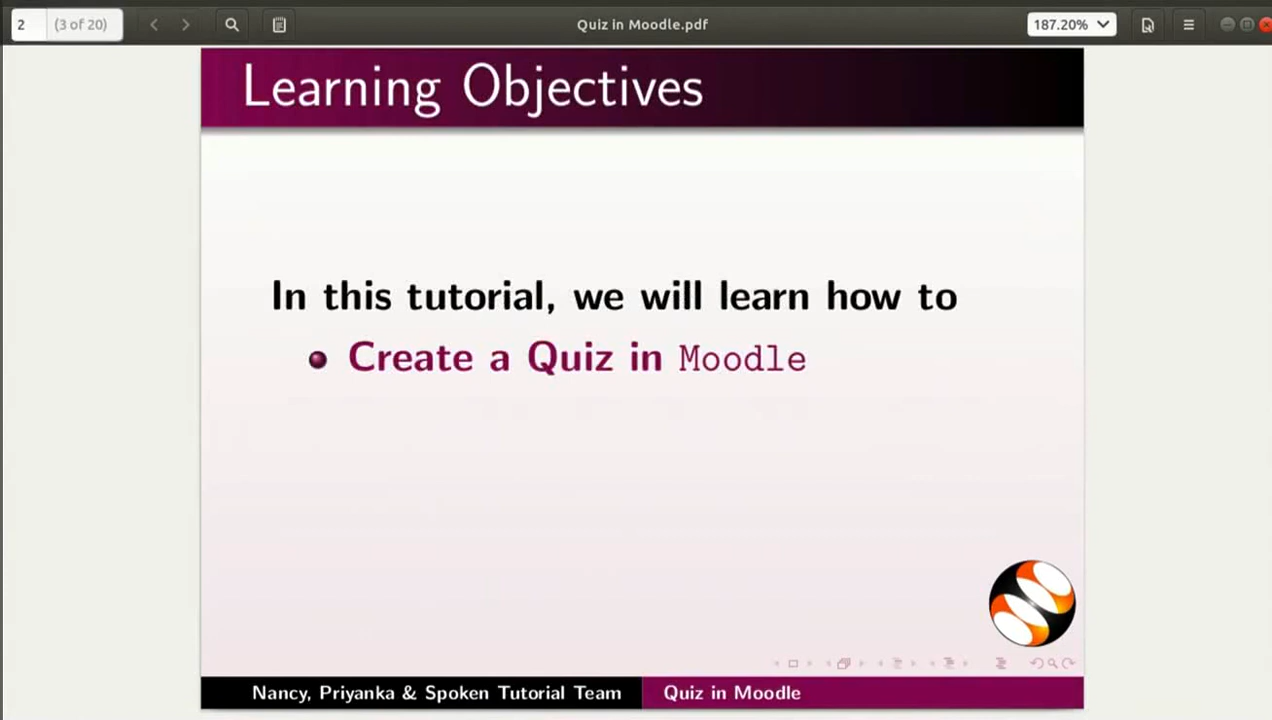 2 (3 of 20) Quiz in Moodle.pdf 187.20%
Learning Objectives
In this tutorial, we will learn how to
Create a Quiz in Moodle
Nancy, Priyanka & Spoken Tutorial Team Quiz in Moodle